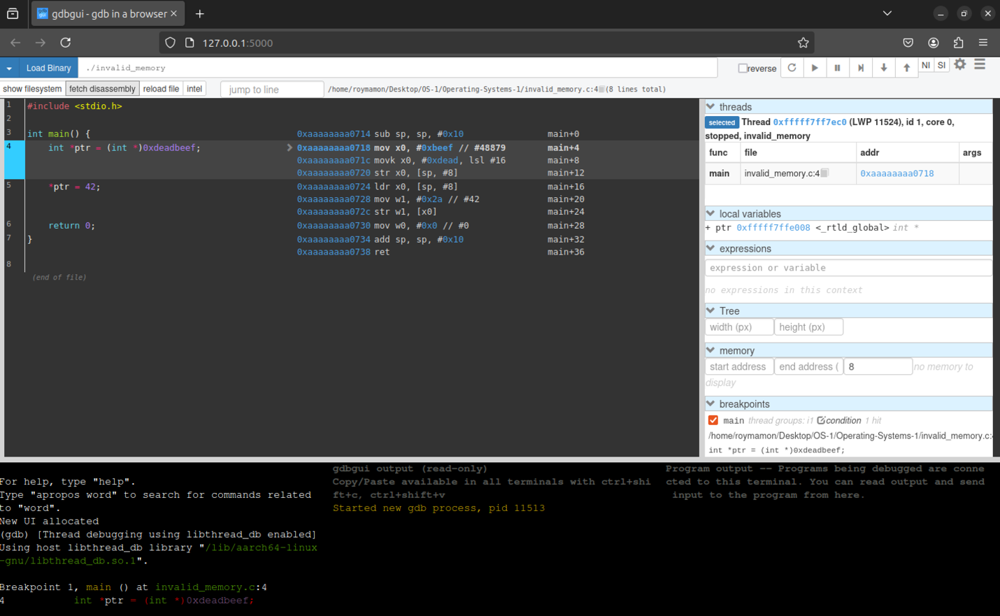 gdbgui - gdb in a browser
127.0.0.1:5000
Load Binary ./invalid_memory
reverse NI SI
show filesystem fetch disassembly reload file intel jump to line /home/roymamon/Desktop/OS-1/Operating-Systems-1/invalid_memory.c:4 (8 lines total)
1 #include <stdio.h>
2
3 int main() { 0xaaaaaaaa0714 sub sp, sp, #0x10 main+0
4 int *ptr = (int *)0xdeadbeef; 0xaaaaaaaa0718 mov x0, #0xbeef // #48879 main+4
0xaaaaaaaa071c movk x0, #0xdead, lsl #16 main+8
0xaaaaaaaa0720 str x0, [sp, #8] main+12
5 *ptr = 42; 0xaaaaaaaa0724 ldr x0, [sp, #8] main+16
0xaaaaaaaa0728 mov w1, #0x2a // #42 main+20
0xaaaaaaaa072c str w1, [x0] main+24
6 return 0; 0xaaaaaaaa0730 mov w0, #0x0 // #0 main+28
7 } 0xaaaaaaaa0734 add sp, sp, #0x10 main+32
0xaaaaaaaa0738 ret main+36
8
(end of file)
threads
selected Thread 0xfffff7ff7ec0 (LWP 11524), id 1, core 0,
stopped, invalid_memory
func file addr args
main invalid_memory.c:4 0xaaaaaaaa0718
local variables
+ ptr 0xfffff7ffe008 <_rtld_global> int *
expressions
expression or variable
no expressions in this context
Tree
width (px) height (px)
memory
start address end address ( 8 no memory to
display
breakpoints
main thread groups: i1 condition 1 hit
/home/roymamon/Desktop/OS-1/Operating-Systems-1/invalid_memory.c:4
int *ptr = (int *)0xdeadbeef;
For help, type "help".
Type "apropos word" to search for commands related
to "word".
New UI allocated
(gdb) [Thread debugging using libthread_db enabled]
Using host libthread_db library "/lib/aarch64-linux
-gnu/libthread_db.so.1".
Breakpoint 1, main () at invalid_memory.c:4
4 int *ptr = (int *)0xdeadbeef;
gdbgui output (read-only)
Copy/Paste available in all terminals with ctrl+shi
ft+c, ctrl+shift+v
Started new gdb process, pid 11513
Program output -- Programs being debugged are conne
cted to this terminal. You can read output and send
input to the program from here.